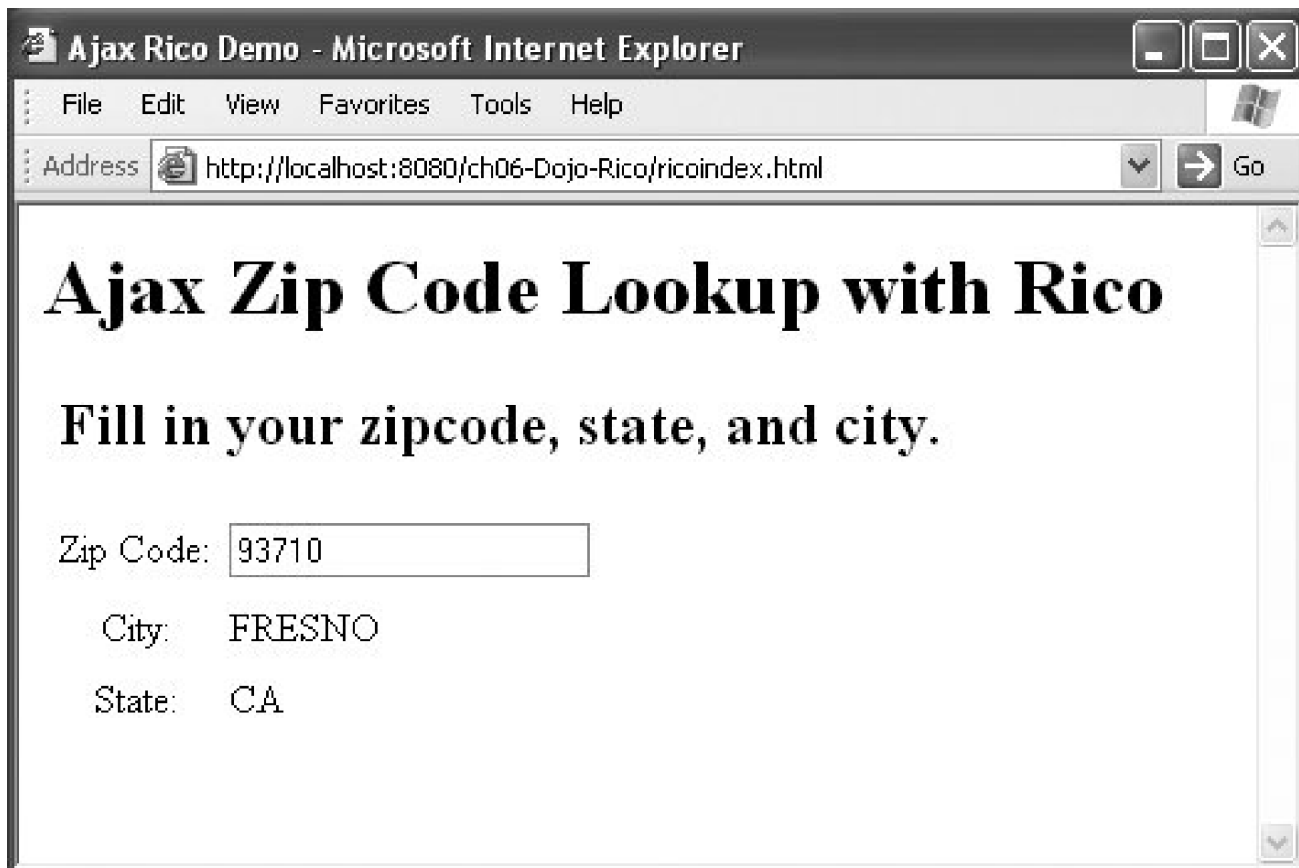 Ajax Rico Demo - Microsoft Internet Explorer
File Edit View Favorites Tools Help
Address http://localhost:8080/ch06-Dojo-Rico/ricoindex.html Go
Ajax Zip Code Lookup with Rico
Fill in your zipcode, state, and city.
Zip Code: 93710
City: FRESNO
State: CA